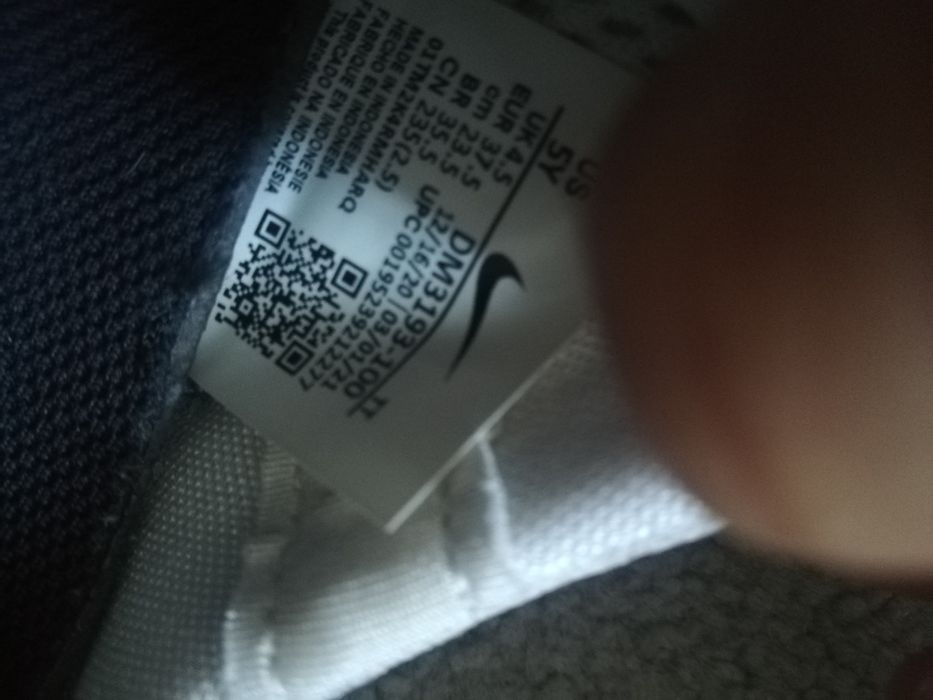 US 5Y
UK 4.5
EUR 37.5
cm 23.5
BR 35.5
CN 235(2.5)
01TM2K4RMNMARQ
MADE IN INDONESIA
HECHO EN INDONESIA
FABRIQUE EN INDONESIE
FABRICADO NA INDONÉSIA
DM3193-100 TT
12/16/20 | 03/01/21